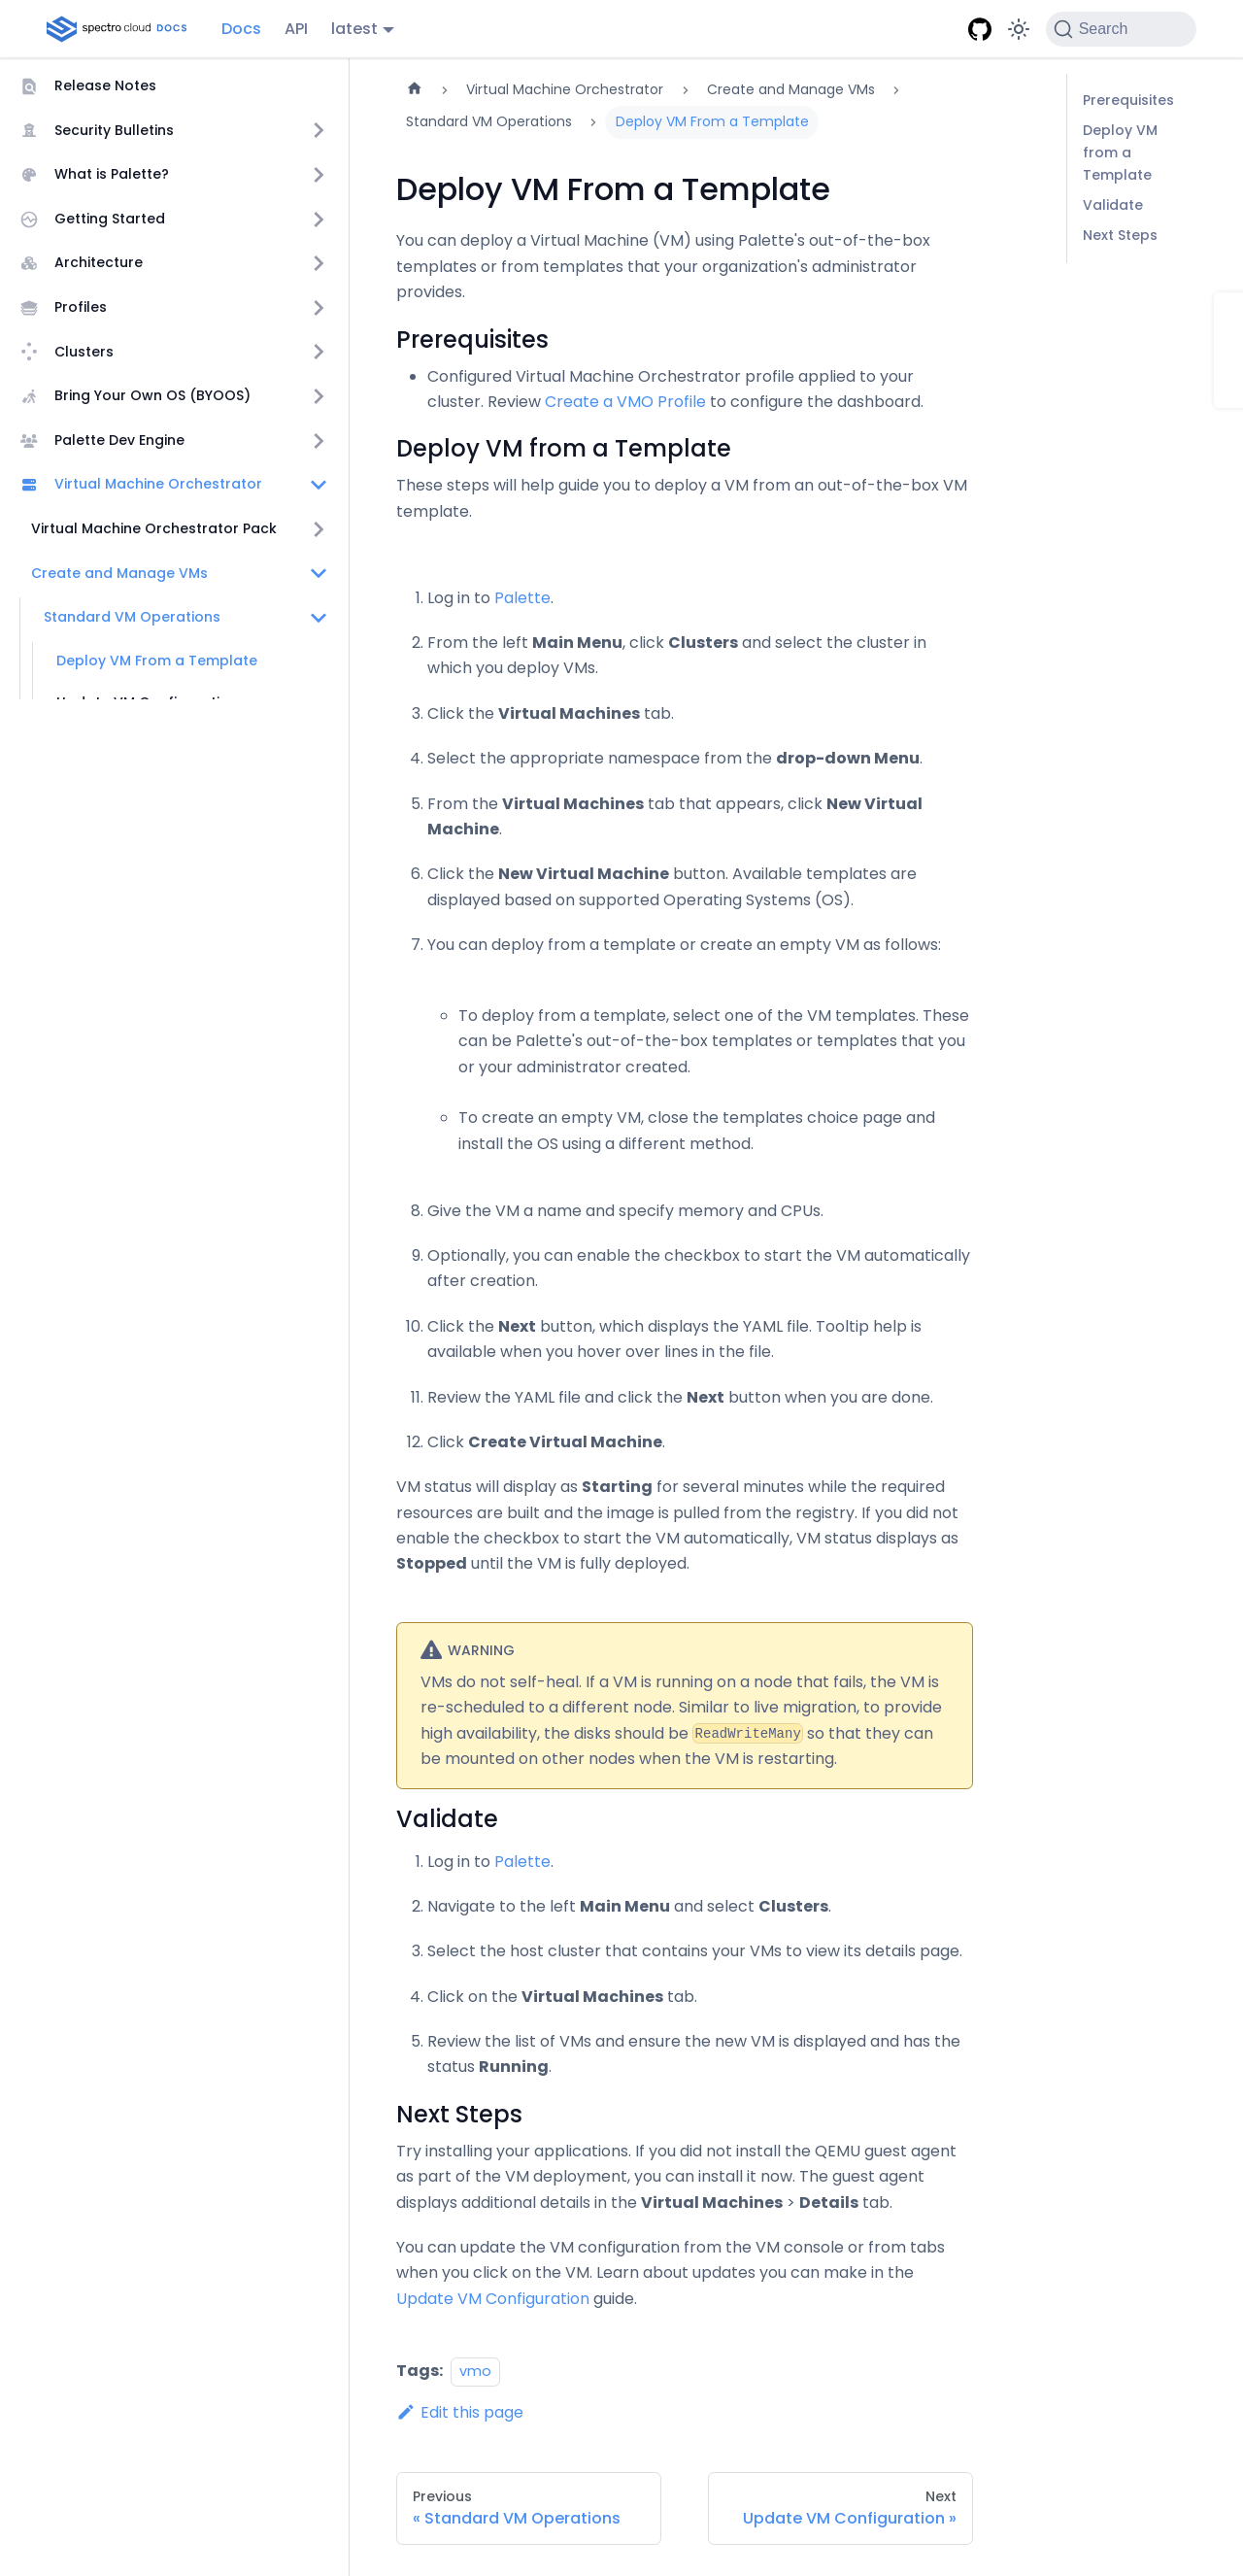 spectro cloud DOCS
Docs
API
latest
Search
Release Notes
Security Bulletins
What is Palette?
Getting Started
Architecture
Profiles
Clusters
Bring Your Own OS (BYOOS)
Palette Dev Engine
Virtual Machine Orchestrator
Virtual Machine Orchestrator Pack
Create and Manage VMs
Standard VM Operations
Deploy VM From a Template
Virtual Machine Orchestrator
Create and Manage VMs
Standard VM Operations
Deploy VM From a Template
Deploy VM From a Template
You can deploy a Virtual Machine (VM) using Palette's out-of-the-box
templates or from templates that your organization's administrator
provides.
Prerequisites
• Configured Virtual Machine Orchestrator profile applied to your
cluster. Review Create a VMO Profile to configure the dashboard.
Deploy VM from a Template
These steps will help guide you to deploy a VM from an out-of-the-box VM
template.
1. Log in to Palette.
2. From the left Main Menu, click Clusters and select the cluster in
which you deploy VMs.
3. Click the Virtual Machines tab.
4. Select the appropriate namespace from the drop-down Menu.
5. From the Virtual Machines tab that appears, click New Virtual
Machine.
6. Click the New Virtual Machine button. Available templates are
displayed based on supported Operating Systems (OS).
7. You can deploy from a template or create an empty VM as follows:
◦ To deploy from a template, select one of the VM templates. These
can be Palette's out-of-the-box templates or templates that you
or your administrator created.
◦ To create an empty VM, close the templates choice page and
install the OS using a different method.
8. Give the VM a name and specify memory and CPUs.
9. Optionally, you can enable the checkbox to start the VM automatically
after creation.
10. Click the Next button, which displays the YAML file. Tooltip help is
available when you hover over lines in the file.
11. Review the YAML file and click the Next button when you are done.
12. Click Create Virtual Machine.
VM status will display as Starting for several minutes while the required
resources are built and the image is pulled from the registry. If you did not
enable the checkbox to start the VM automatically, VM status displays as
Stopped until the VM is fully deployed.
WARNING
VMs do not self-heal. If a VM is running on a node that fails, the VM is
re-scheduled to a different node. Similar to live migration, to provide
high availability, the disks should be ReadWriteMany so that they can
be mounted on other nodes when the VM is restarting.
Validate
1. Log in to Palette.
2. Navigate to the left Main Menu and select Clusters.
3. Select the host cluster that contains your VMs to view its details page.
4. Click on the Virtual Machines tab.
5. Review the list of VMs and ensure the new VM is displayed and has the
status Running.
Next Steps
Try installing your applications. If you did not install the QEMU guest agent
as part of the VM deployment, you can install it now. The guest agent
displays additional details in the Virtual Machines > Details tab.
You can update the VM configuration from the VM console or from tabs
when you click on the VM. Learn about updates you can make in the
Update VM Configuration guide.
Tags: vmo
Edit this page
Previous
« Standard VM Operations
Next
Update VM Configuration »
Prerequisites
Deploy VM
from a
Template
Validate
Next Steps